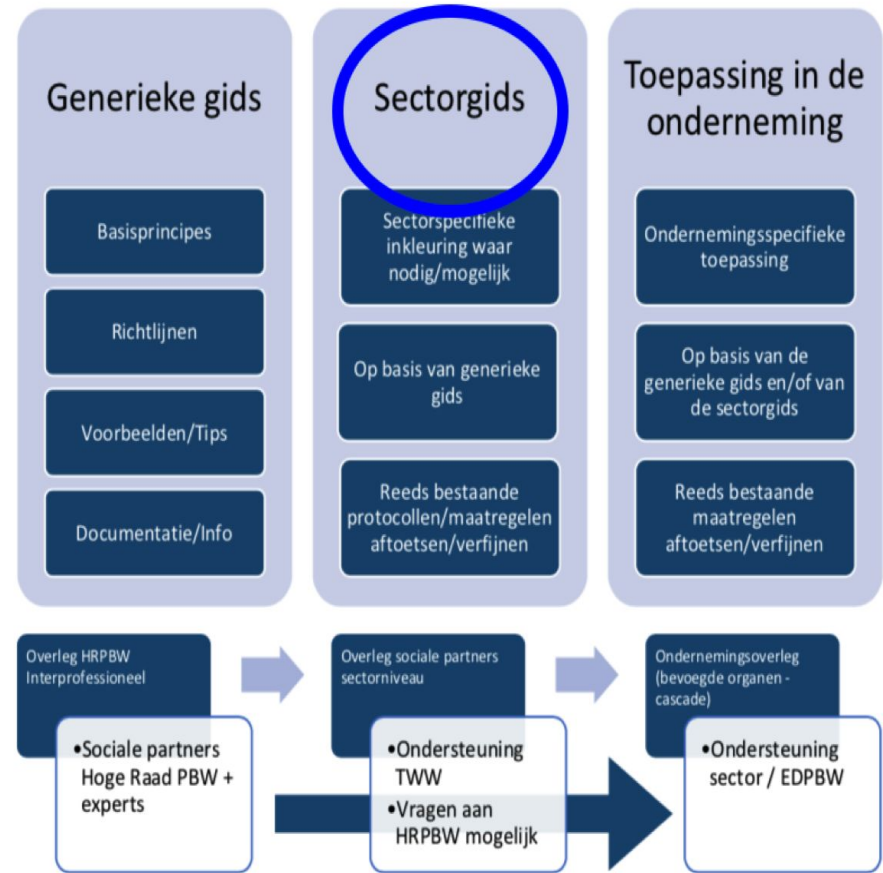 Generieke gids
Basisprincipes
Richtlijnen
Voorbeelden/Tips
Documentatie/Info
Sectorgids
Sectorspecifieke
inkleuring waar
nodig/mogelijk
Op basis van generieke
gids
Reeds bestaande
protocollen/maatregelen
aftoetsen/verfijnen
Toepassing in de
onderneming
Ondernemingsspecifieke
toepassing
Op basis van de
generieke gids en/of van
de sectorgids
Reeds bestaande
maatregelen
aftoetsen/verfijnen
Overleg HRPBW
Interprofessioneel
•Sociale partners
Hoge Raad PBW +
experts
Overleg sociale partners
sectorniveau
•Ondersteuning
TWW
•Vragen aan
HRPBW mogelijk
Ondernemingsoverleg
(bevoegde organen -
cascade)
•Ondersteuning
sector / EDPBW